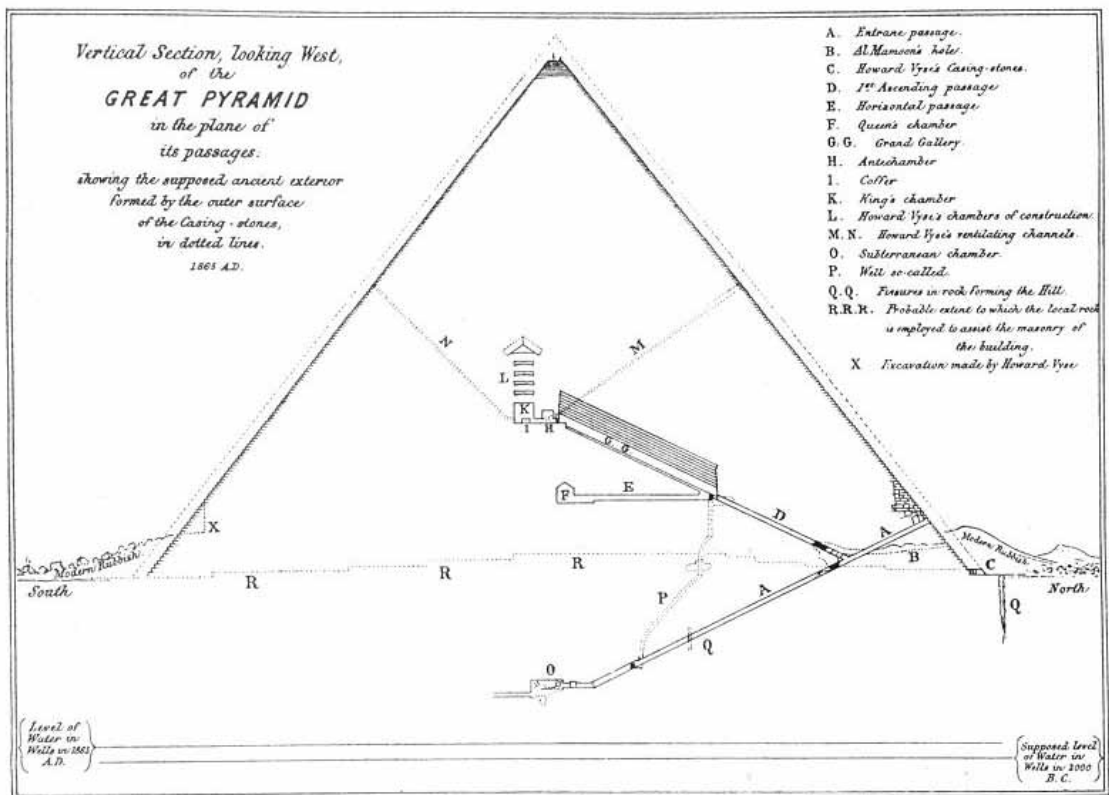 Vertical Section, looking West,
of the
GREAT PYRAMID
in the plane of
its passages:
showing the supposed ancient exterior
formed by the outer surface
of the Casing-stones,
in dotted lines.
1865 A.D.
A. Entrane passage.
B. Al Mamoon's hole.
C. Howard Vyse's Casing-stones.
D. 1st Ascending passage
E. Horizontal passage
F. Queen's chamber
G.G. Grand Gallery.
H. Antechamber
I. Coffer
K. King's chamber
L. Howard Vyse's chambers of construction.
M.N. Howard Vyse's ventilating channels.
O. Subterranean chamber.
P. Well so-called.
Q.Q. Fissures in rock forming the Hill.
R.R.R. Probable extent to which the local rock
is employed to assist the masonry of
the building.
X Excavation made by Howard Vyse
N
M
L
K
I H
G. G.
F
E
D
A
X
Modern Rubbish
Modern Rubbish
B
C
R
R
R
South
North
P
A
Q
Q
O
Level of
Water in
Wells in 1865
A.D.
Supposed level
of Water in
Wells in 2000
B.C.